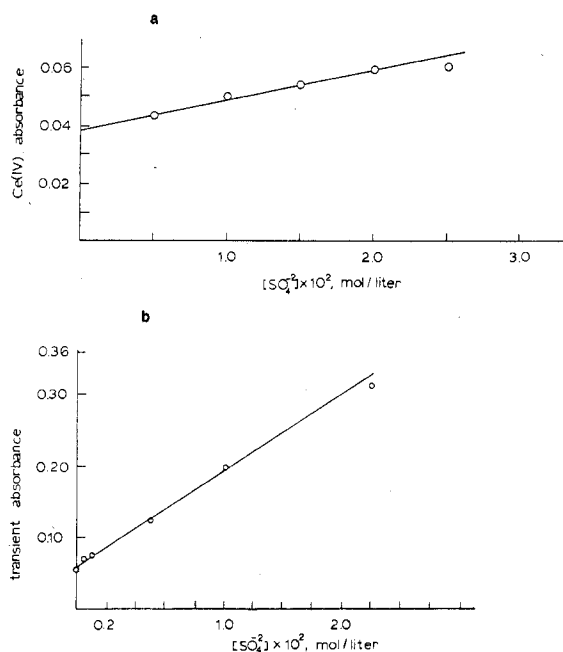 a
0.06
0.04
0.02
Ce(IV) absorbance
1.0 2.0 3.0
[SO₄⁻²]×10², mol/liter
b
0.36
0.30
0.20
0.10
transient absorbance
0.2 1.0 2.0
[SO₄⁻²]×10², mol/liter